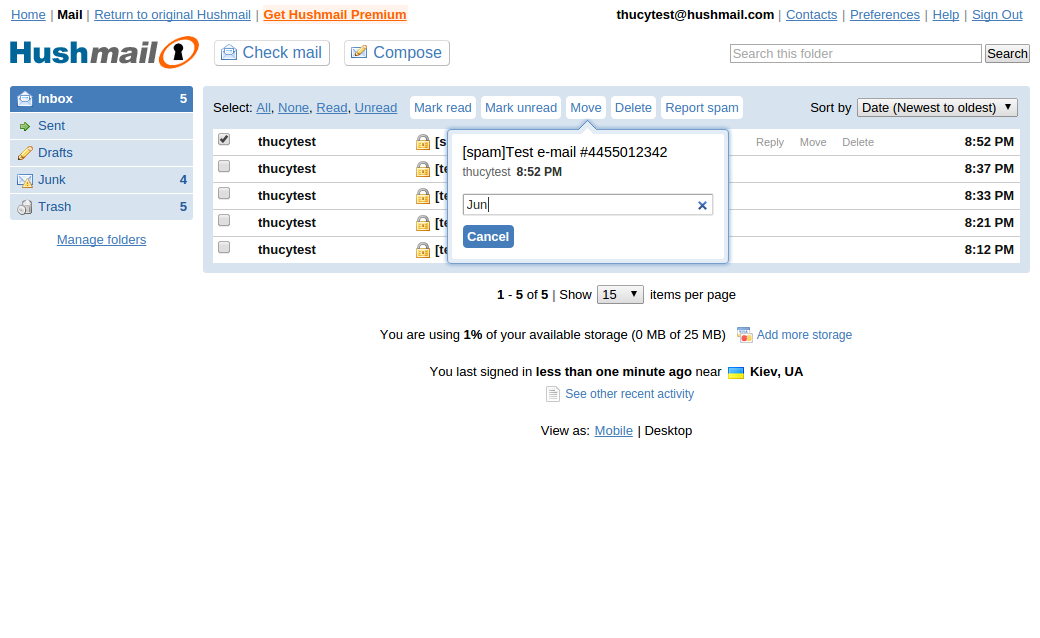 Home | Mail | Return to original Hushmail | Get Hushmail Premium
thucytest@hushmail.com | Contacts | Preferences | Help | Sign Out
Hushmail
Check mail
Compose
Search this folder
Search
Inbox 5
Sent
Drafts
Junk 4
Trash 5
Manage folders
Select: All, None, Read, Unread Mark read Mark unread Move Delete Report spam
Sort by Date (Newest to oldest)
thucytest [s Reply Move Delete 8:52 PM
thucytest [te 8:37 PM
thucytest [te 8:33 PM
thucytest [te 8:21 PM
thucytest [te 8:12 PM
[spam]Test e-mail #4455012342
thucytest 8:52 PM
Jun
Cancel
1 - 5 of 5 | Show 15 items per page
You are using 1% of your available storage (0 MB of 25 MB) Add more storage
You last signed in less than one minute ago near Kiev, UA
See other recent activity
View as: Mobile | Desktop